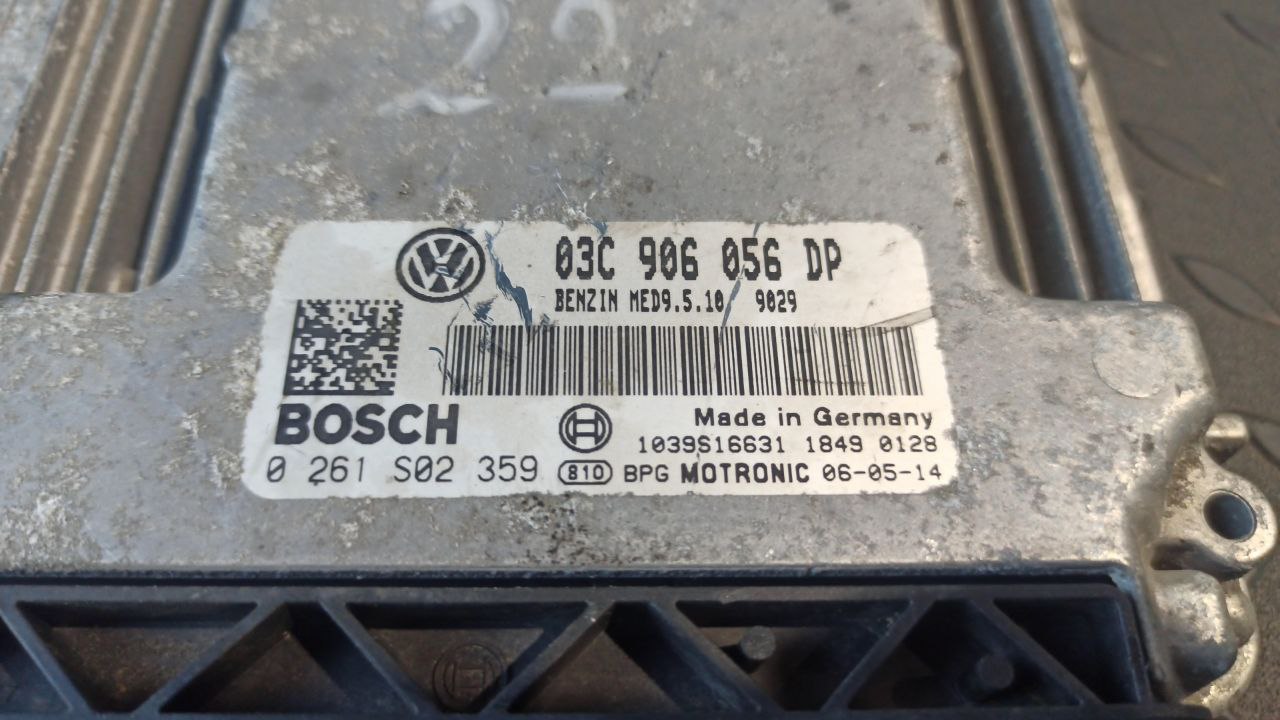 22
03C 906 056 DP
BENZIN MED9.5.10 9029
BOSCH
Made in Germany
1039S16631 1849 0128
0 261 S02 359 810 BPG MOTRONIC 06-05-14